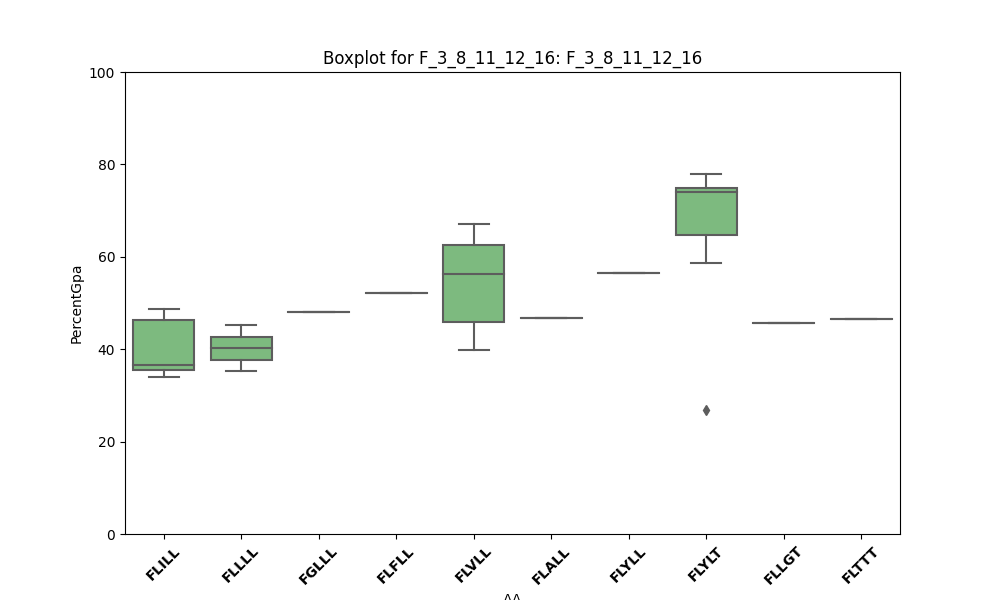 Boxplot for F_3_8_11_12_16: F_3_8_11_12_16
100
80
60
40
20
0
PercentGpa
FLILL
FLLLL
FGLLL
FLFLL
FLVLL
FLALL
FLYLL
FLYLT
FLLGT
FLTTT
AA